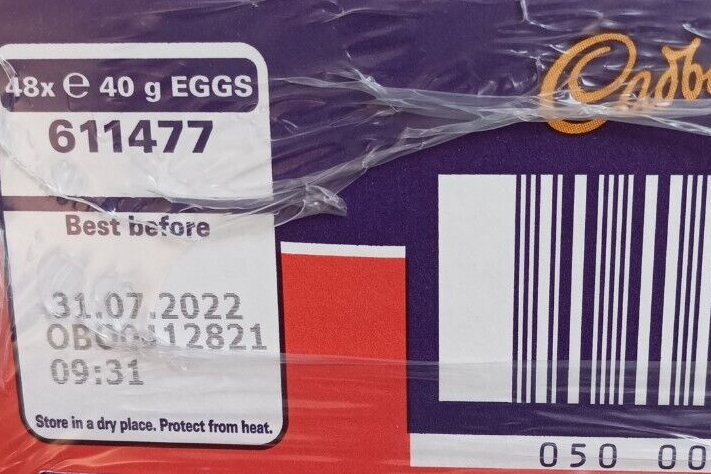 48x ℮ 40 g EGGS
611477
Best before
31.07.2022
09:31
Store in a dry place. Protect from heat.
050 00